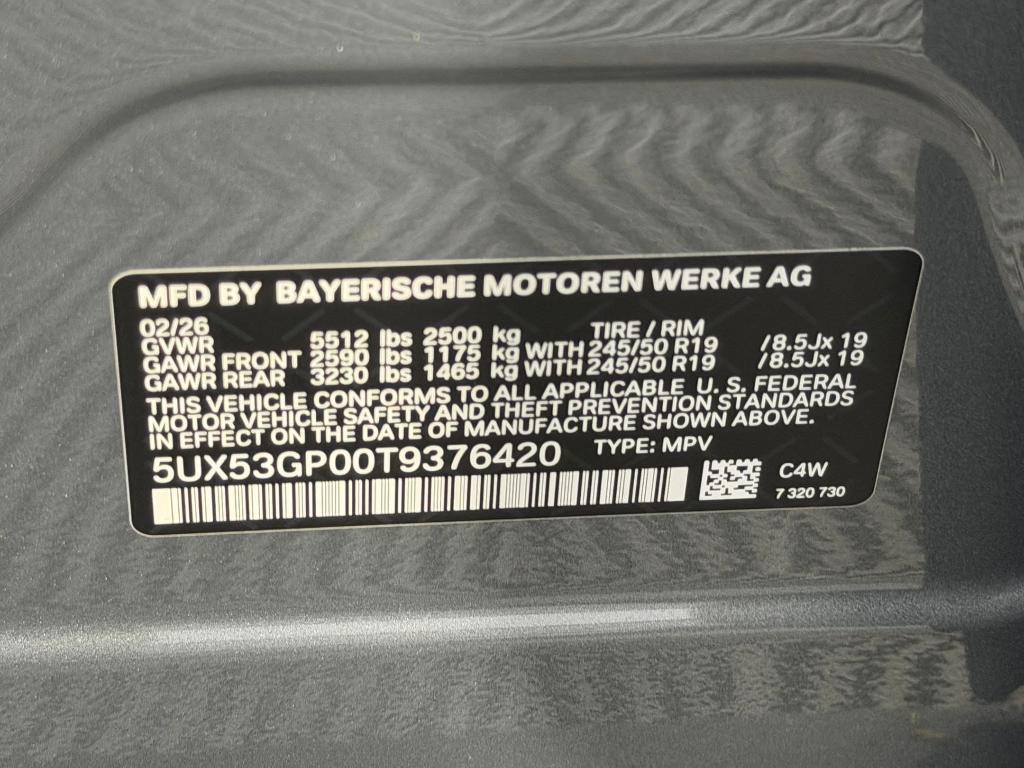 MFD BY BAYERISCHE MOTOREN WERKE AG
02/26 TIRE / RIM
GVWR 5512 lbs 2500 kg
GAWR FRONT 2590 lbs 1175 kg WITH 245/50 R19 /8.5Jx 19
GAWR REAR 3230 lbs 1465 kg WITH 245/50 R19 /8.5Jx 19
THIS VEHICLE CONFORMS TO ALL APPLICABLE U. S. FEDERAL
MOTOR VEHICLE SAFETY AND THEFT PREVENTION STANDARDS
IN EFFECT ON THE DATE OF MANUFACTURE SHOWN ABOVE.
5UX53GP00T9376420 TYPE: MPV
C4W
7 320 730